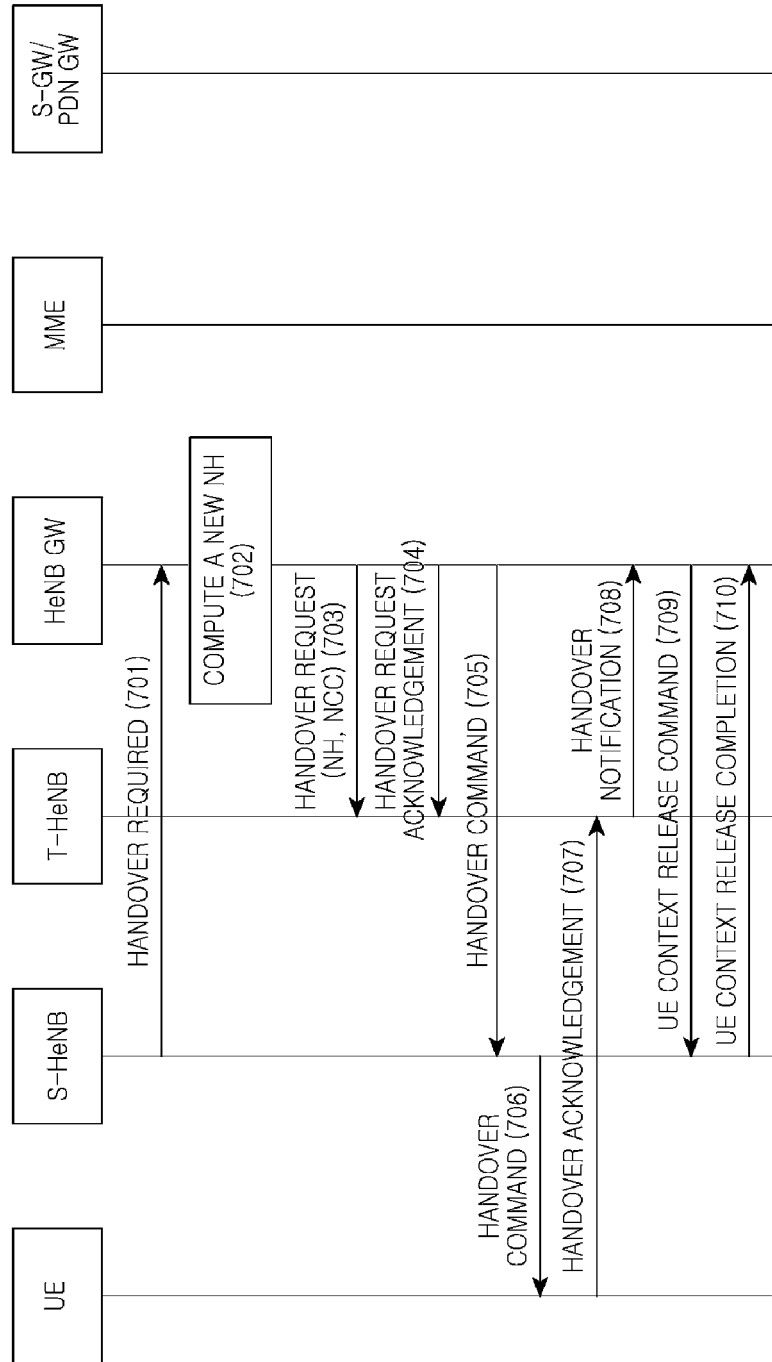 UE
S-HeNB
T-HeNB
HeNB GW
MME
S-GW/
PDN GW
HANDOVER REQUIRED (701)
COMPUTE A NEW NH
(702)
HANDOVER REQUEST
(NH, NCC) (703)
HANDOVER REQUEST
ACKNOWLEDGEMENT (704)
HANDOVER COMMAND (705)
HANDOVER
COMMAND (706)
HANDOVER ACKNOWLEDGEMENT (707)
HANDOVER
NOTIFICATION (708)
UE CONTEXT RELEASE COMMAND (709)
UE CONTEXT RELEASE COMPLETION (710)